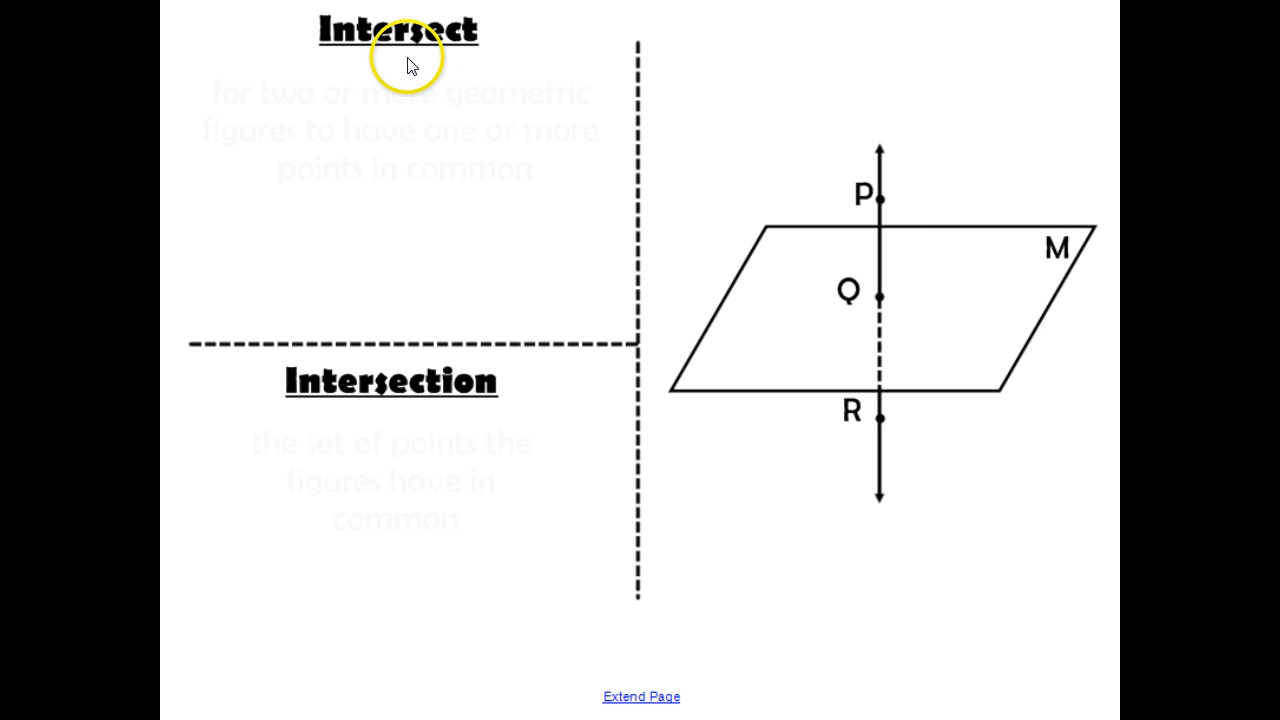 Intersect
for two or more geometric
figures to have one or more
points in common
Intersection
the set of points the
figures have in
common
P
M
Q
R
Extend Page